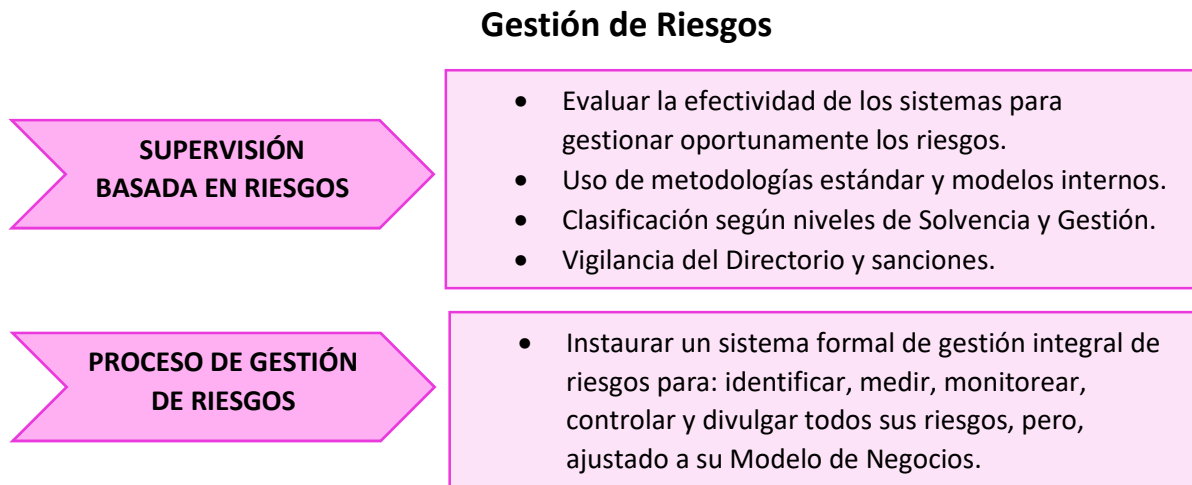 Gestión de Riesgos
SUPERVISIÓN
BASADA EN RIESGOS
• Evaluar la efectividad de los sistemas para
gestionar oportunamente los riesgos.
• Uso de metodologías estándar y modelos internos.
• Clasificación según niveles de Solvencia y Gestión.
• Vigilancia del Directorio y sanciones.
PROCESO DE GESTIÓN
DE RIESGOS
• Instaurar un sistema formal de gestión integral de
riesgos para: identificar, medir, monitorear,
controlar y divulgar todos sus riesgos, pero,
ajustado a su Modelo de Negocios.